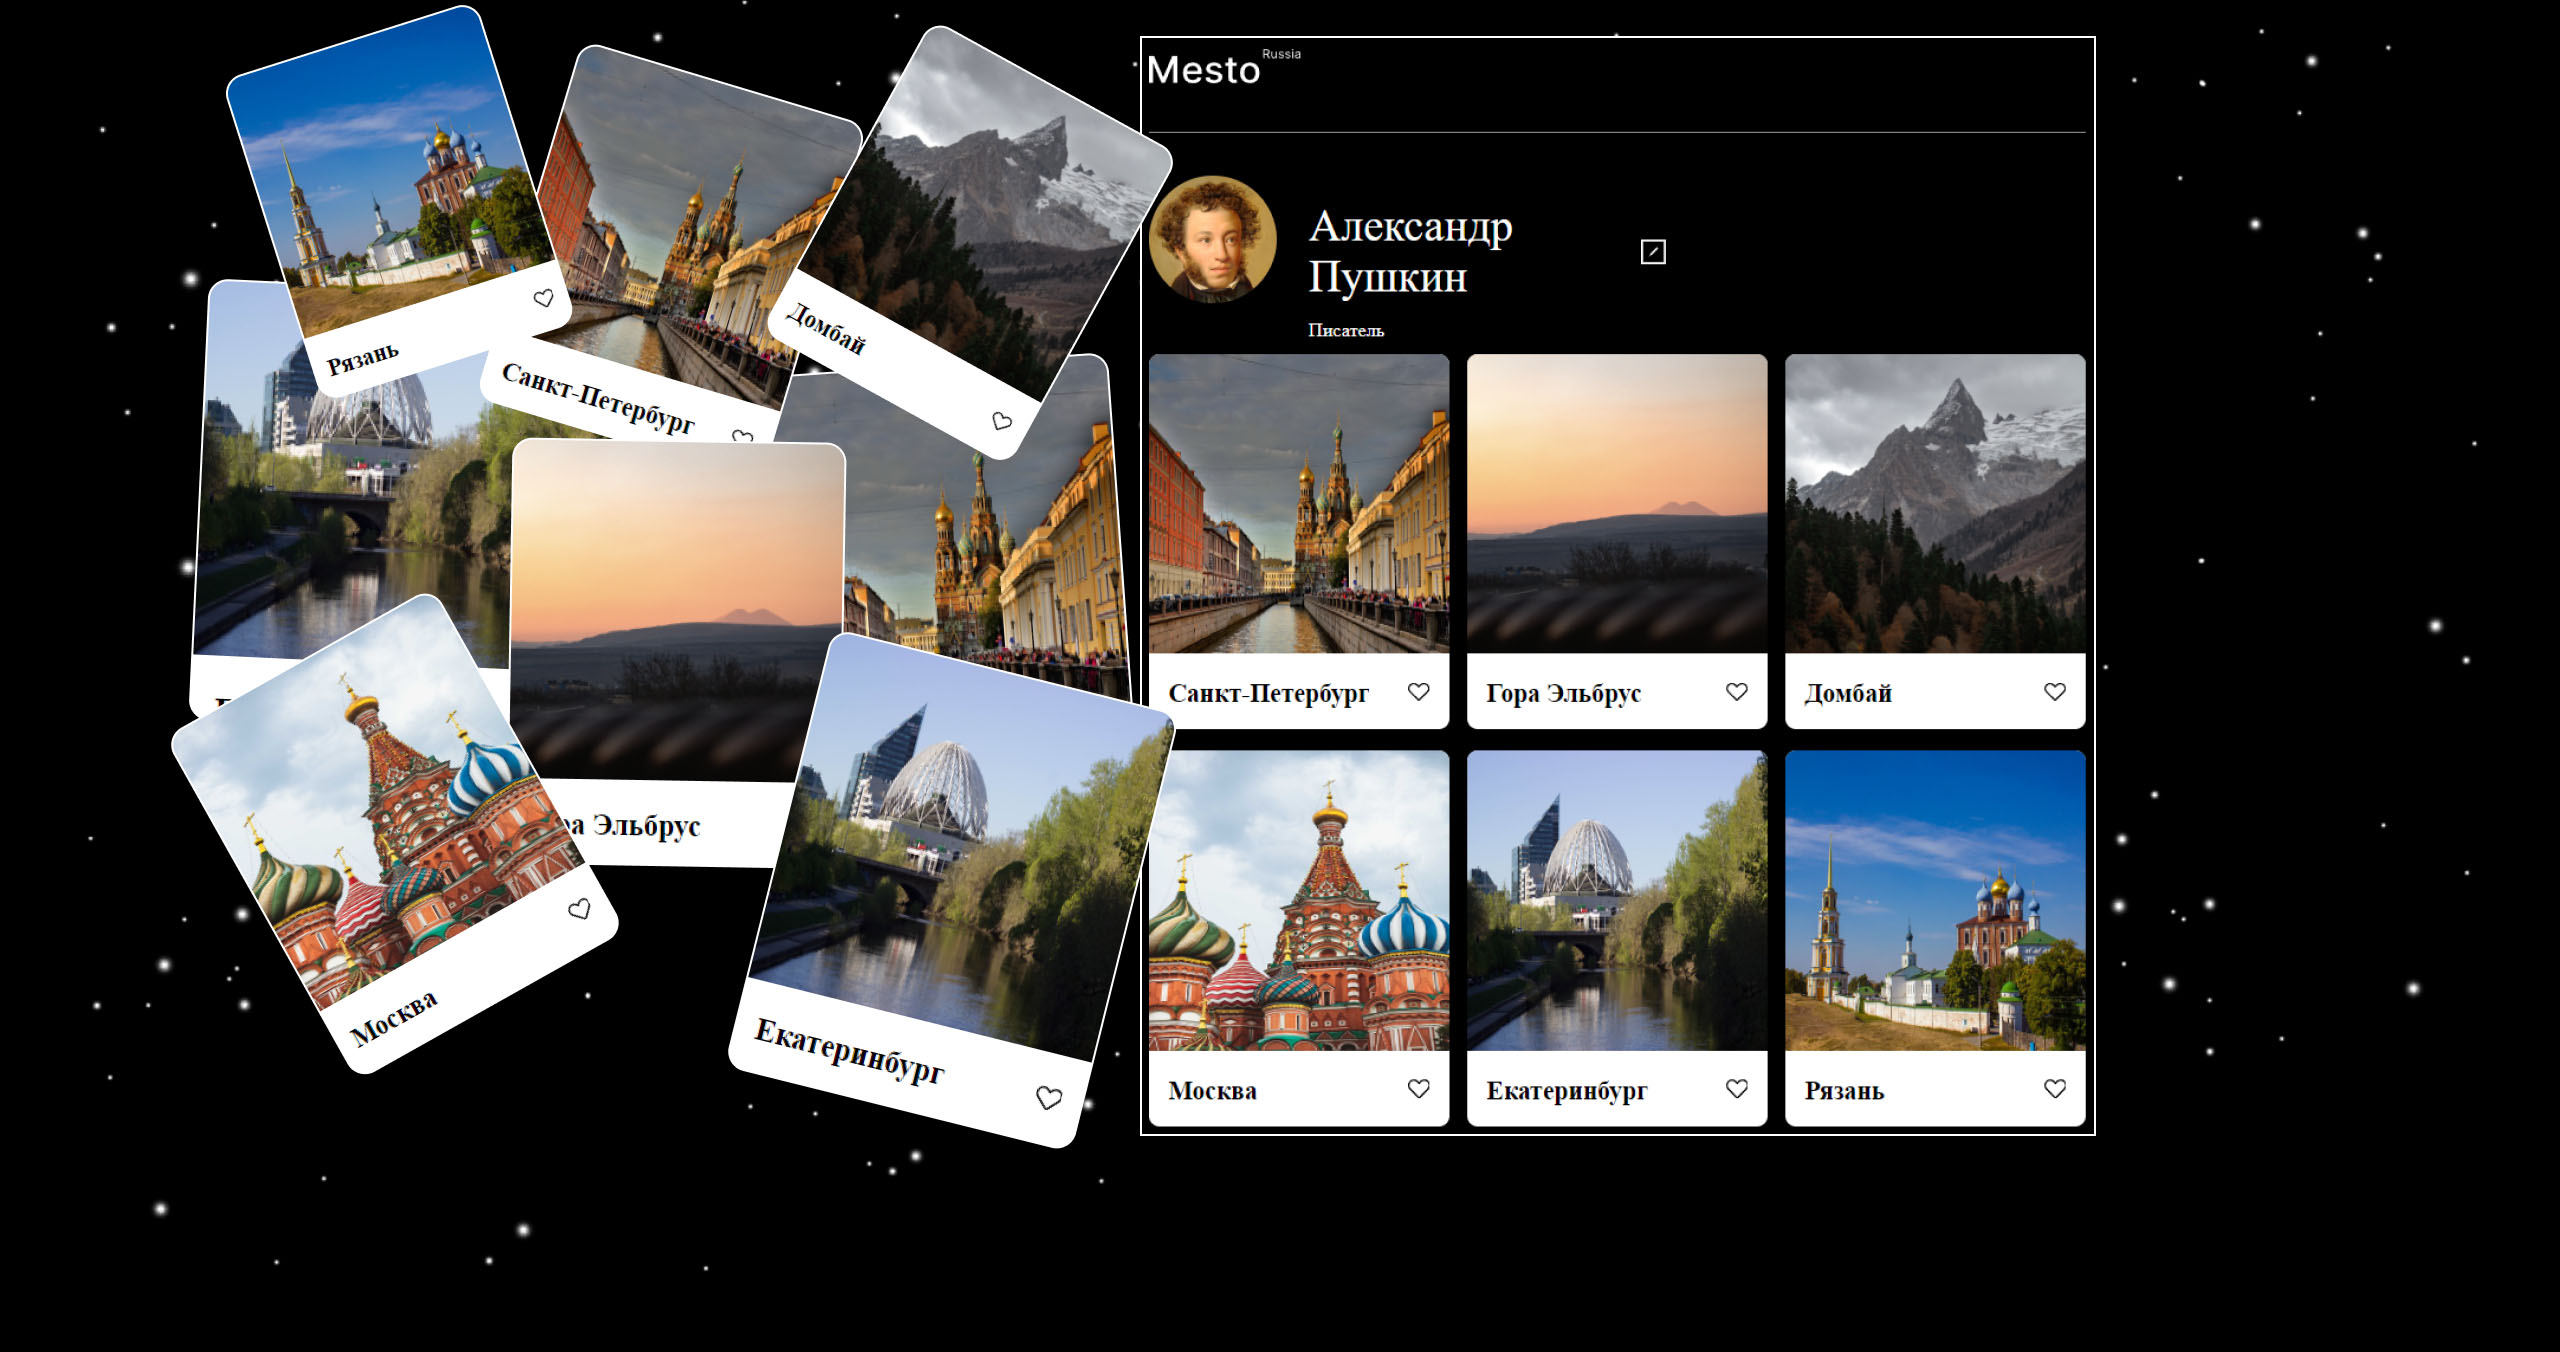 Рязань
Санкт-Петербург
Домбай
ра Эльбрус
Москва
Екатеринбург
Mesto Russia
Александр
Пушкин
Писатель
Санкт-Петербург
Гора Эльбрус
Домбай
Москва
Екатеринбург
Рязань